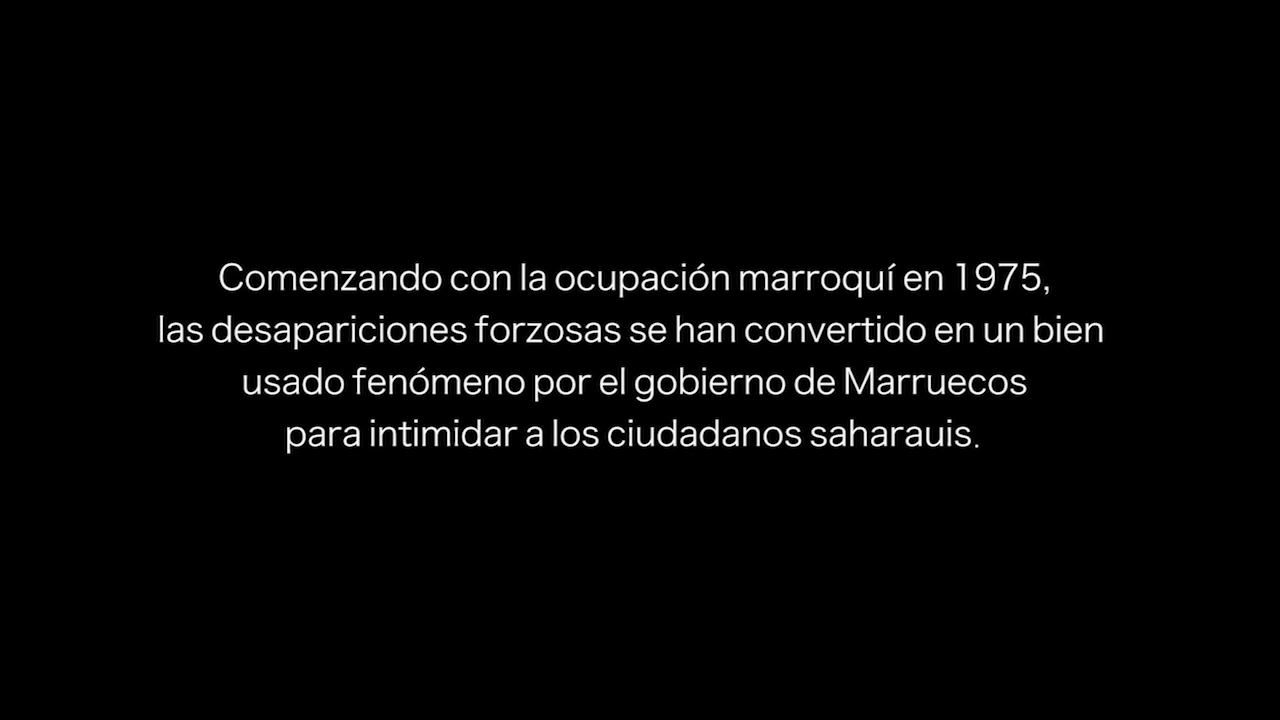 Comenzando con la ocupación marroquí en 1975,
las desapariciones forzosas se han convertido en un bien
usado fenómeno por el gobierno de Marruecos
para intimidar a los ciudadanos saharauis.